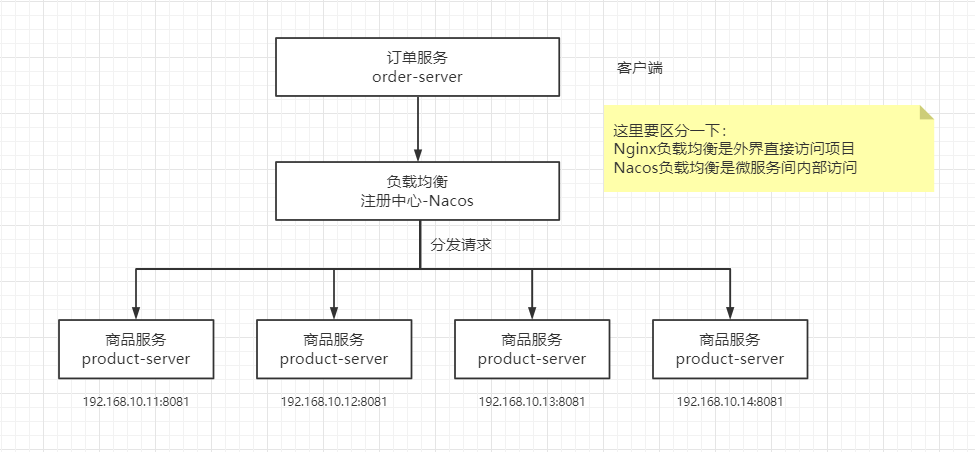 订单服务
order-server
客户端
这里要区分一下：
Nginx负载均衡是外界直接访问项目
Nacos负载均衡是微服务间内部访问
负载均衡
注册中心-Nacos
分发请求
商品服务
product-server
商品服务
product-server
商品服务
product-server
商品服务
product-server
192.168.10.11:8081
192.168.10.12:8081
192.168.10.13:8081
192.168.10.14:8081